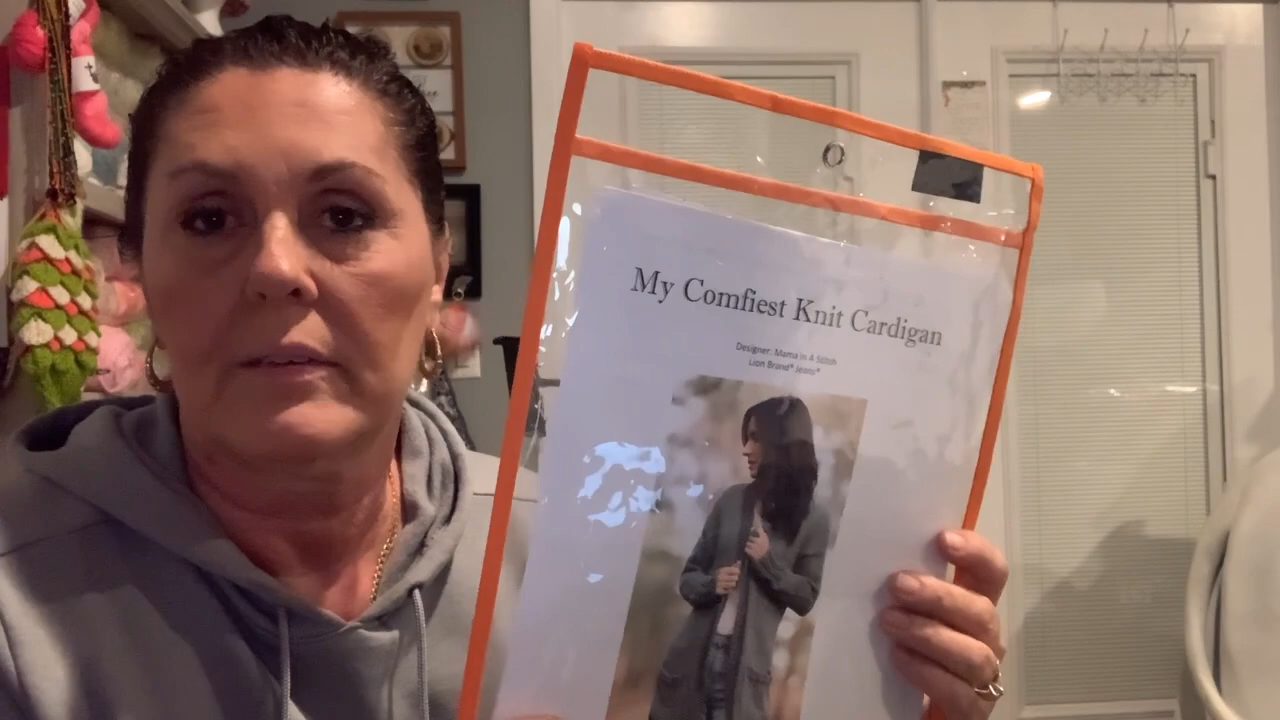 My Comfiest Knit Cardigan
Designer: Mama In A Stitch
Lion Brand® Jeans®